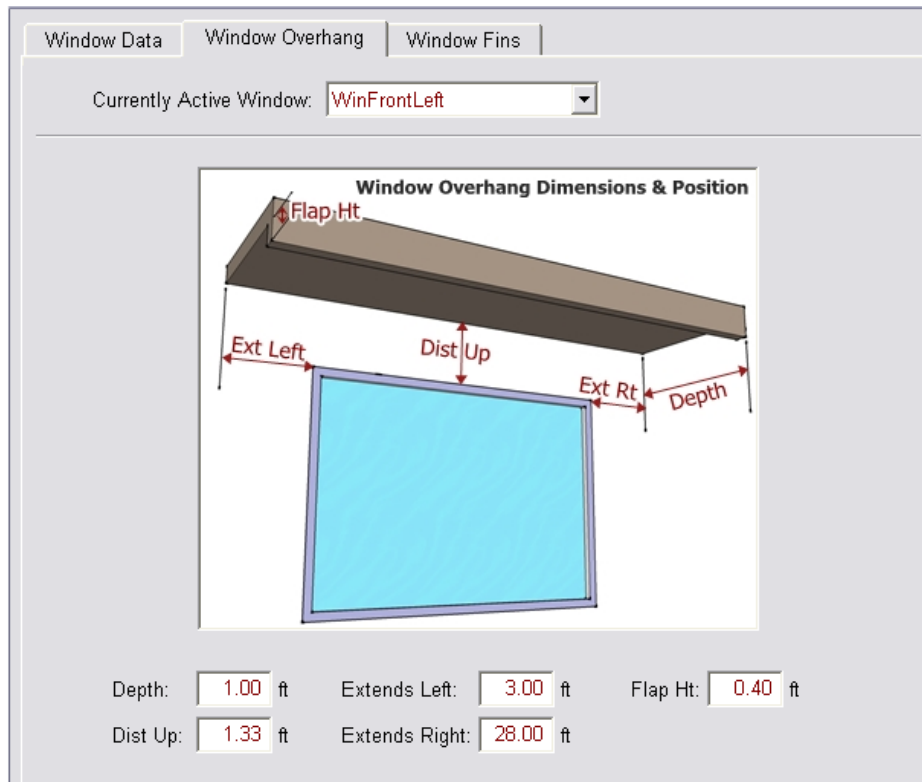 Window Data Window Overhang Window Fins
Currently Active Window: WinFrontLeft
Window Overhang Dimensions & Position
Flap Ht
Ext Left
Dist Up
Ext Rt
Depth
Depth: 1.00 ft Extends Left: 3.00 ft Flap Ht: 0.40 ft
Dist Up: 1.33 ft Extends Right: 28.00 ft